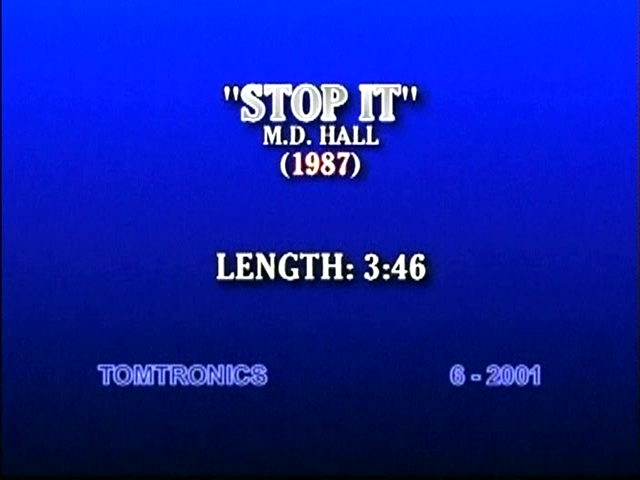 "STOP IT"
M.D. HALL
(1987)
LENGTH: 3:46
TOMTRONICS 6 - 2001